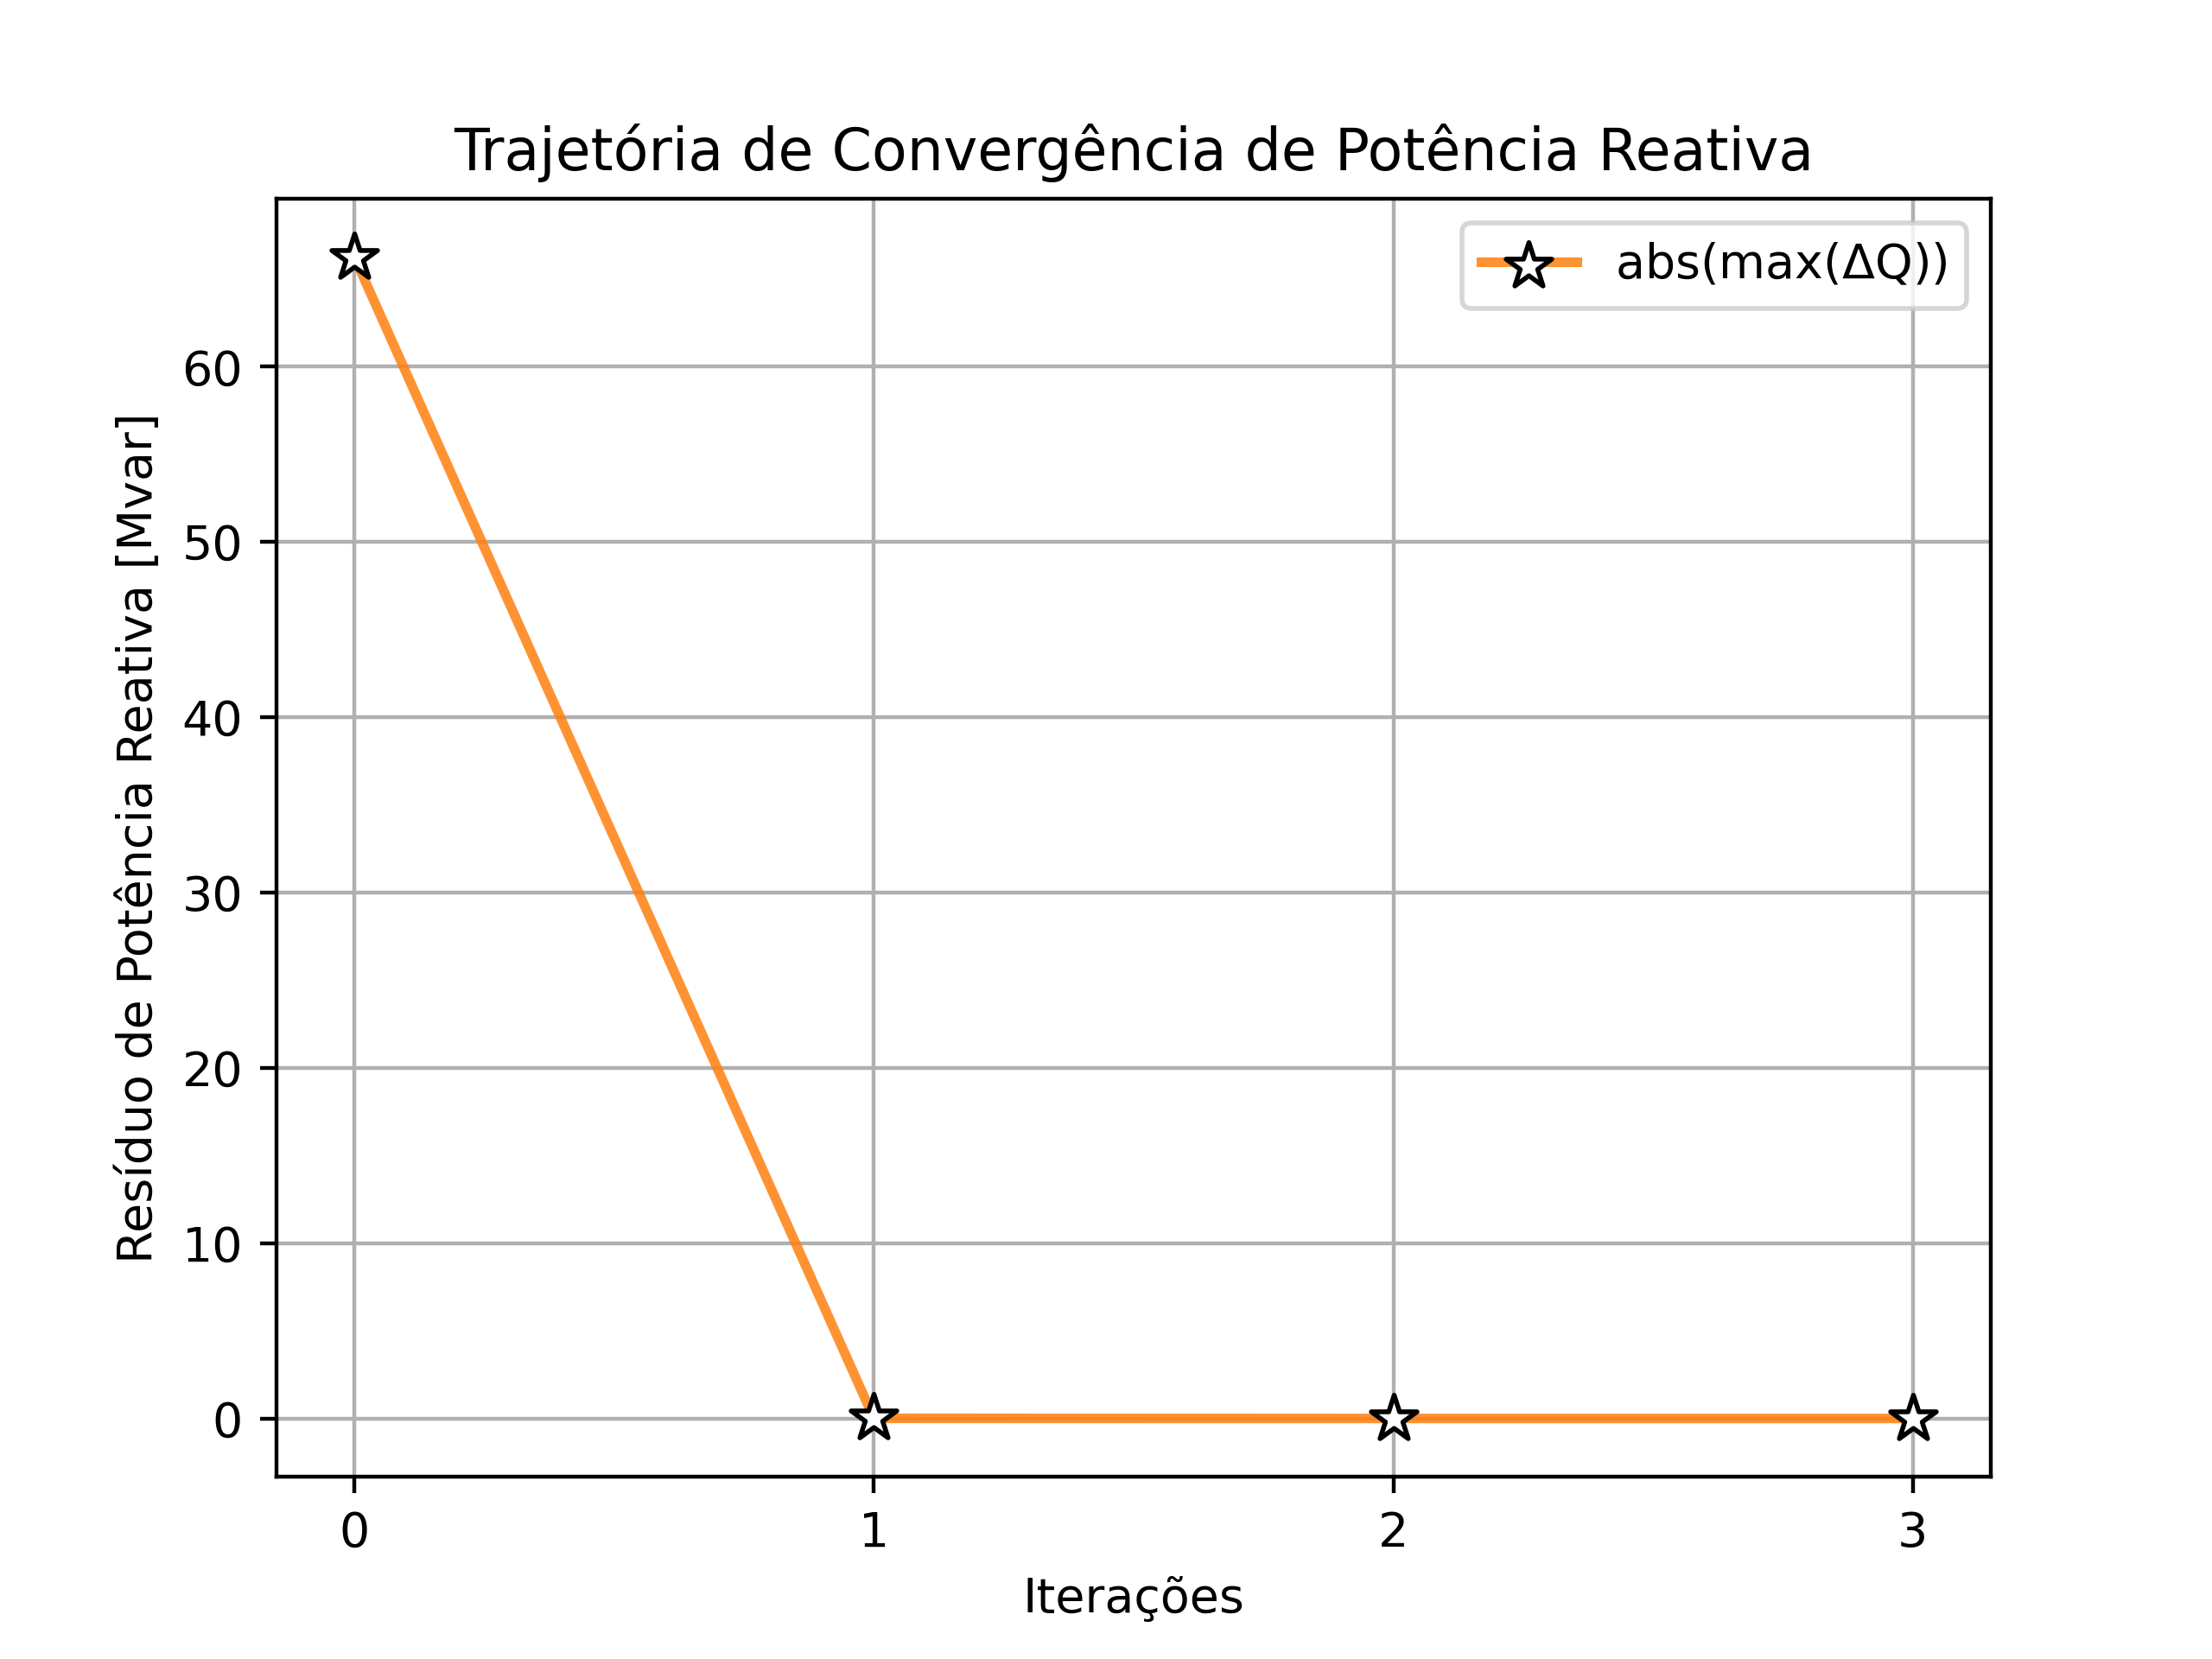 Trajetória de Convergência de Potência Reativa
abs(max(ΔQ))
Resíduo de Potência Reativa [Mvar]
60
50
40
30
20
10
0
0 1 2 3
Iterações